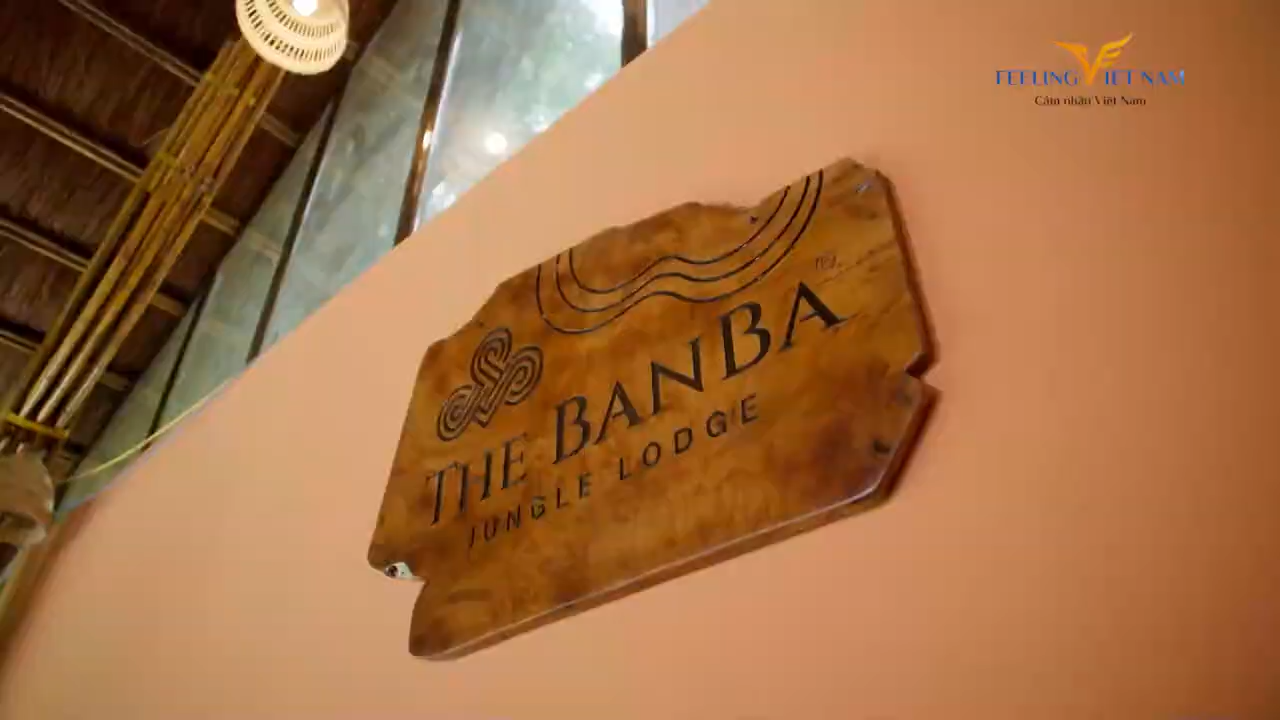 FEELING VIET NAM
Cảm nhận Việt Nam
THE BANBA
JUNGLE LODGE